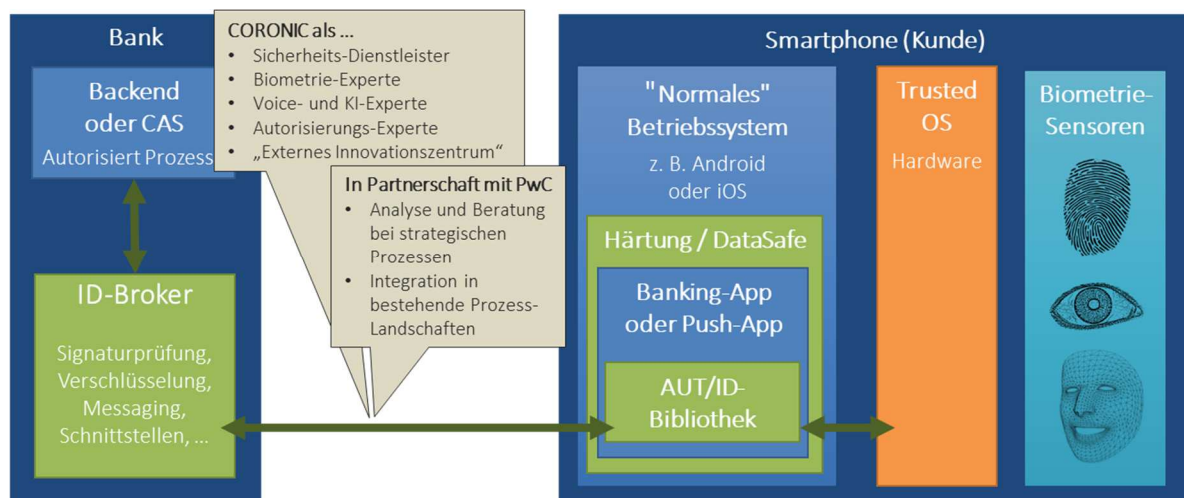 Bank
Backend
oder CAS
Autorisiert Prozess
ID-Broker
Signaturprüfung,
Verschlüsselung,
Messaging,
Schnittstellen, ...
CORONIC als ...
• Sicherheits-Dienstleister
• Biometrie-Experte
• Voice- und KI-Experte
• Autorisierungs-Experte
• „Externes Innovationszentrum“
In Partnerschaft mit PwC
• Analyse und Beratung
bei strategischen
Prozessen
• Integration in
bestehende Prozess-
Landschaften
Smartphone (Kunde)
"Normales"
Betriebssystem
z. B. Android
oder iOS
Härtung / DataSafe
Banking-App
oder Push-App
AUT/ID-
Bibliothek
Trusted
OS
Hardware
Biometrie-
Sensoren